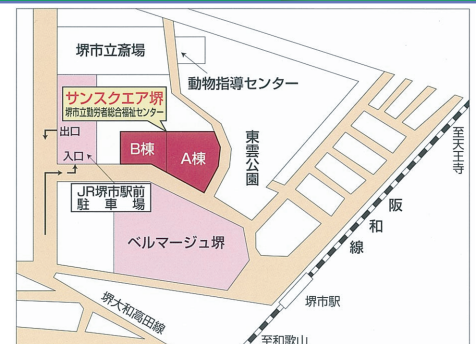 堺市立斎場
動物指導センター
サンスクエア堺
堺市立勤労者総合福祉センター
出口
入口
B棟
A棟
東雲公園
JR堺市駅前
駐車場
ベルマージュ堺
阪和線
至天王寺
堺市駅
堺大和高田線
至和歌山